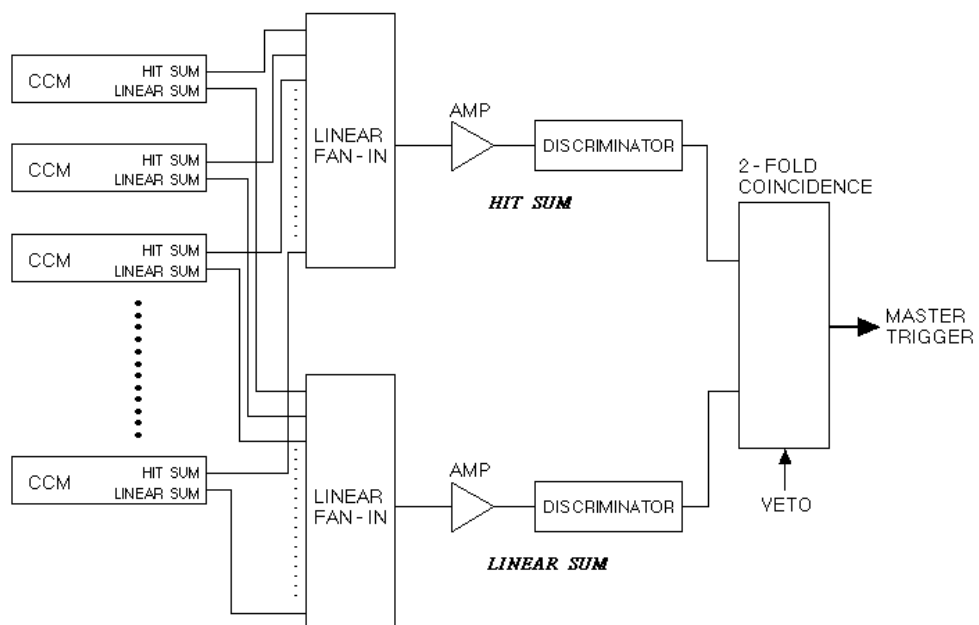 CCM
HIT SUM
LINEAR SUM
CCM
HIT SUM
LINEAR SUM
CCM
HIT SUM
LINEAR SUM
CCM
HIT SUM
LINEAR SUM
LINEAR
FAN-IN
AMP
DISCRIMINATOR
HIT SUM
LINEAR
FAN-IN
AMP
DISCRIMINATOR
LINEAR SUM
2-FOLD
COINCIDENCE
VETO
MASTER
TRIGGER